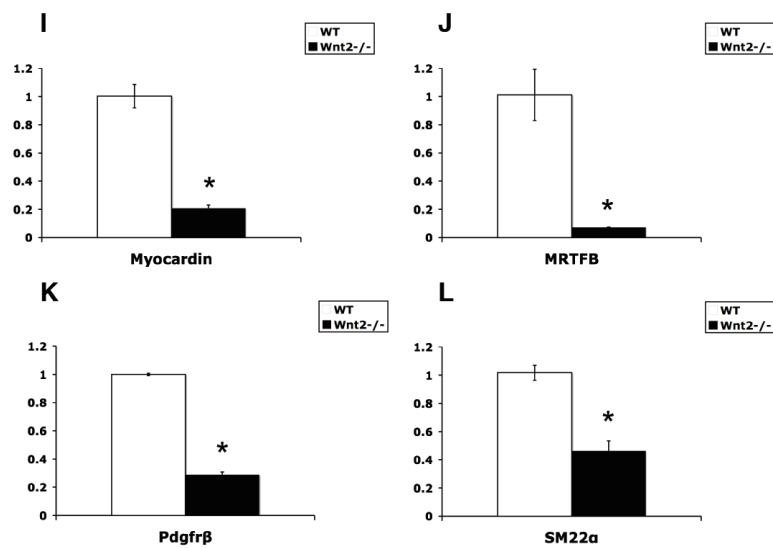 I
WT
Wnt2-/-
1.2
1
0.8
0.6
0.4
0.2
0
*
Myocardin
J
WT
Wnt2-/-
1.2
1
0.8
0.6
0.4
0.2
0
*
MRTFB
K
WT
Wnt2-/-
1.2
1
0.8
0.6
0.4
0.2
0
*
Pdgfrβ
L
WT
Wnt2-/-
1.2
1
0.8
0.6
0.4
0.2
0
*
SM22α